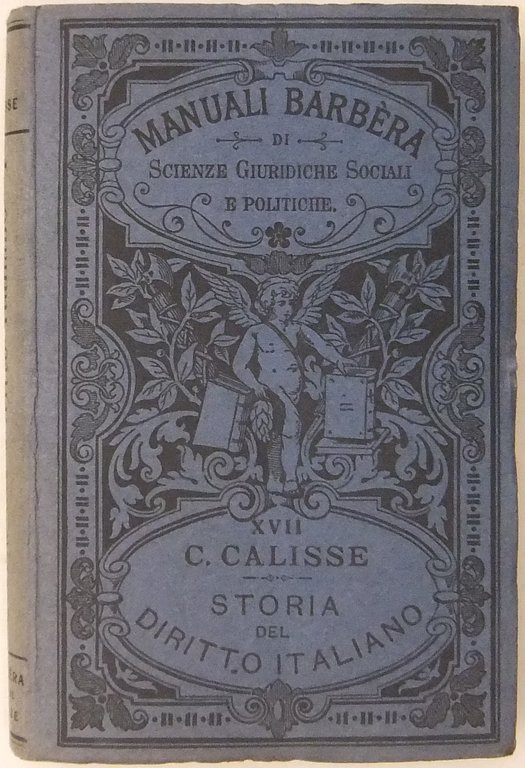 MANUALI BARBÈRA
DI
SCIENZE GIURIDICHE SOCIALI
E POLITICHE.
XVII
C. CALISSE
STORIA
DEL
DIRITTO ITALIANO